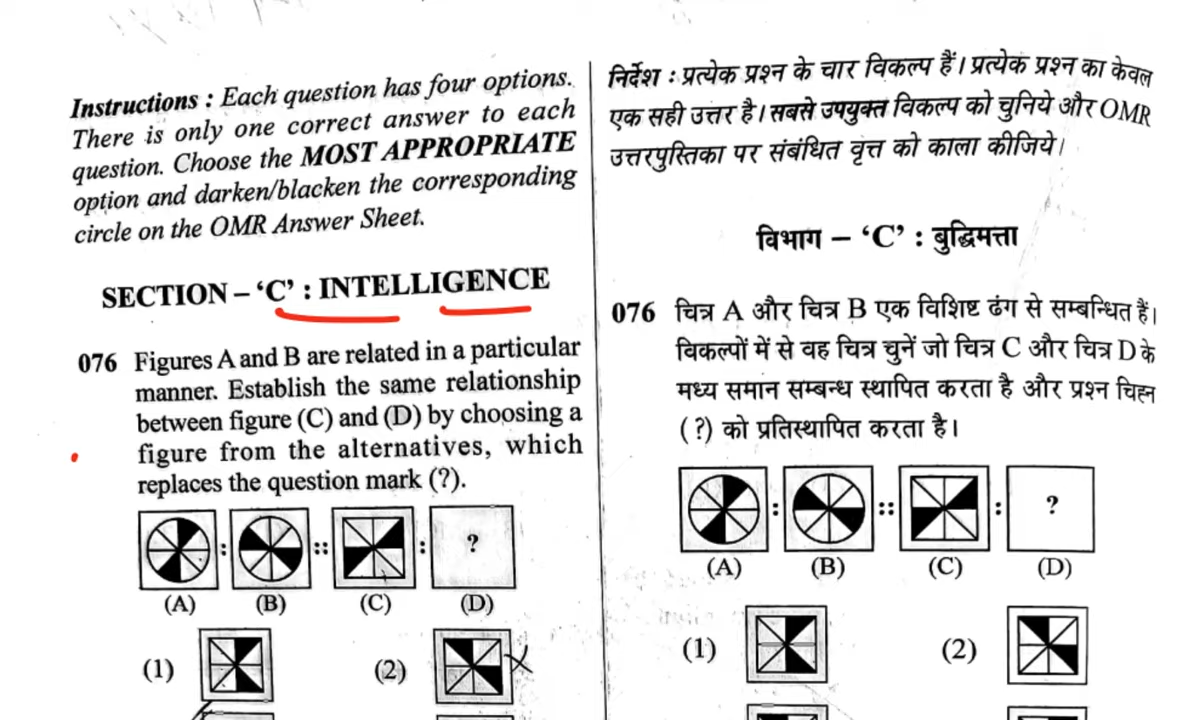 Instructions : Each question has four options.
There is only one correct answer to each
question. Choose the MOST APPROPRIATE
option and darken/blacken the corresponding
circle on the OMR Answer Sheet.
SECTION – ‘C’ : INTELLIGENCE
076 Figures A and B are related in a particular
manner. Establish the same relationship
between figure (C) and (D) by choosing a
figure from the alternatives, which
replaces the question mark (?).
: :: : ?
(A) (B) (C) (D)
(1) (2)
निर्देश : प्रत्येक प्रश्न के चार विकल्प हैं। प्रत्येक प्रश्न का केवल
एक सही उत्तर है। सबसे उपयुक्त विकल्प को चुनिये और OMR
उत्तरपुस्तिका पर संबंधित वृत्त को काला कीजिये।
विभाग – ‘C’ : बुद्धिमत्ता
076 चित्र A और चित्र B एक विशिष्ट ढंग से सम्बन्धित हैं।
विकल्पों में से वह चित्र चुनें जो चित्र C और चित्र D के
मध्य समान सम्बन्ध स्थापित करता है और प्रश्न चिह्न
(?) को प्रतिस्थापित करता है।
: :: : ?
(A) (B) (C) (D)
(1) (2)